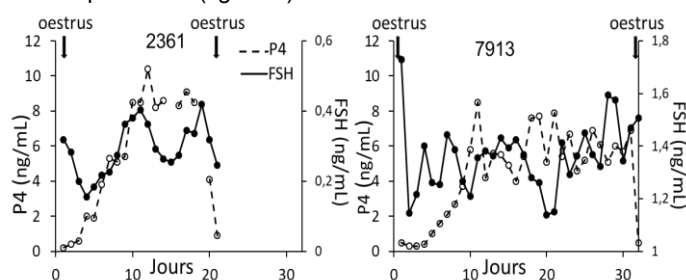 oestrus
oestrus
oestrus
oestrus
12
0,6
2361
--P4
FSH
10
8
0,4
6
4
0,2
2
0
0
0
10
20
30
P4 (ng/mL)
FSH (ng/mL)
Jours
12
1,8
7913
10
1,6
8
6
1,4
4
1,2
2
0
1
0
10
20
30
P4 (ng/mL)
FSH (ng/mL)
Jours